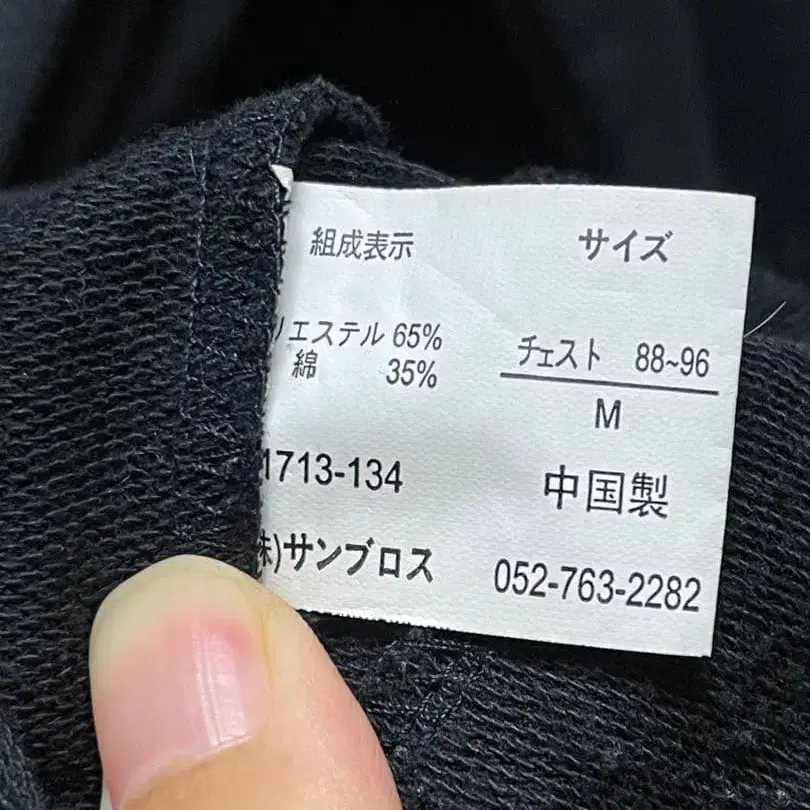 組成表示
サイズ
エステル 65%
綿 35%
チェスト 88~96
M
1713-134
中国製
株)サンブロス
052-763-2282